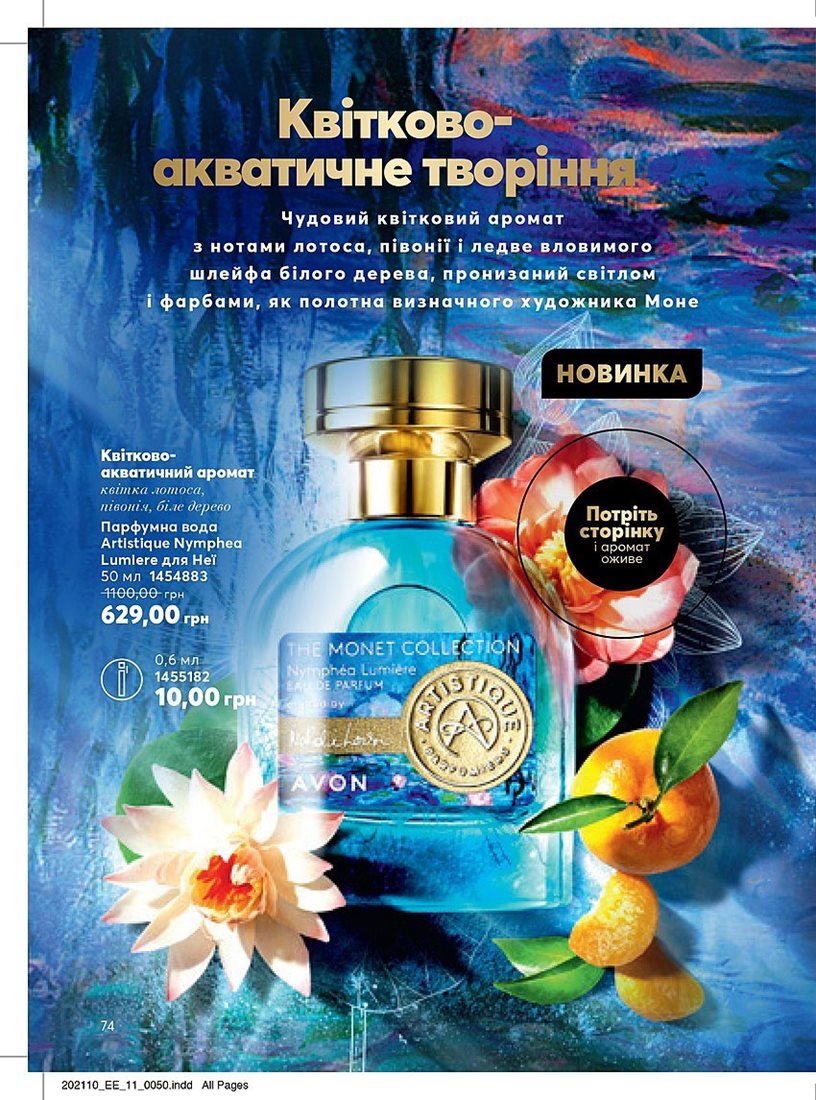 Квітково-
акватичне творіння
Чудовий квітковий аромат
з нотами лотоса, півонії і ледве вловимого
шлейфа білого дерева, пронизаний світлом
і фарбами, як полотна визначного художника Моне
НОВИНКА
Квітково-
акватичний аромат
квітка лотоса,
півонія, біле дерево
Парфумна вода
Artistique Nymphea
Lumiere для Неї
50 мл 1454883
1100,00 грн
629,00 грн
0,6 мл
1455182
10,00 грн
Потріть
сторінку
і аромат
оживе
THE MONET COLLECTION
Nymphéa Lumière
EAU DE PARFUM
ARTISTIQUE
PARFUMIERS
AVON
74
202110_EE_11_0050.indd All Pages